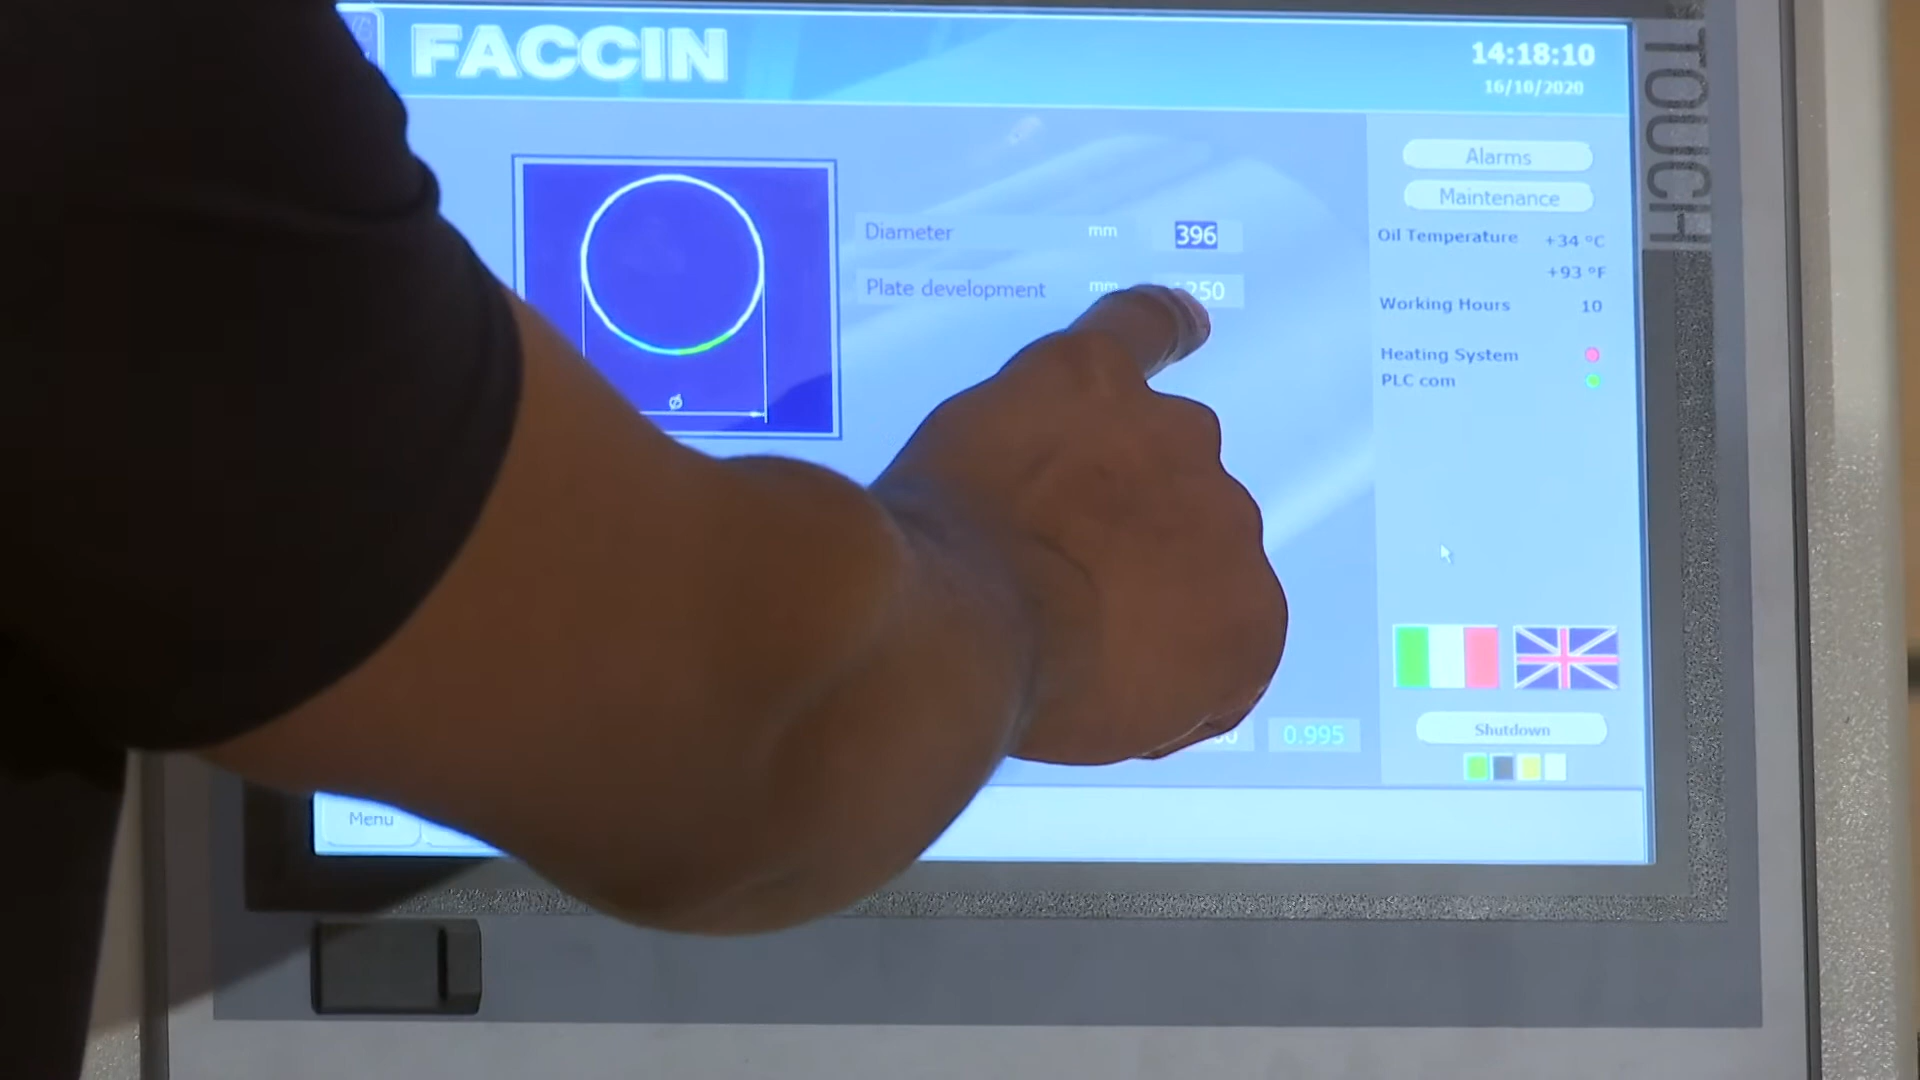 FACCIN
14:18:10
16/10/2020
TOUCH
Alarms
Maintenance
Diameter mm 396
Plate development mm 250
Oil Temperature +34 °C
+93 °F
Working Hours 10
Heating System
PLC com
Ø
0.995
Shutdown
Menu